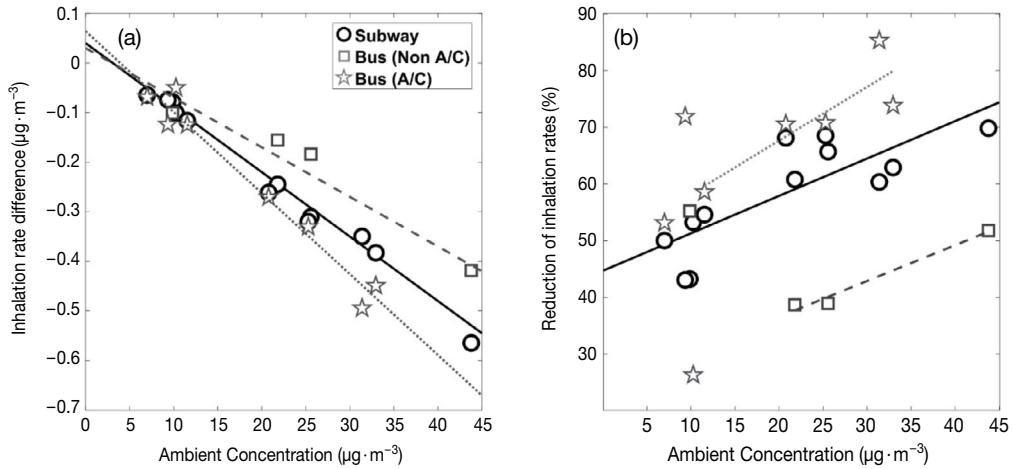 (a)
Subway
Bus (Non A/C)
Bus (A/C)
Inhalation rate difference (µg·m⁻³)
0.1
0
−0.1
−0.2
−0.3
−0.4
−0.5
−0.6
−0.7
0 5 10 15 20 25 30 35 40 45
Ambient Concentration (µg·m⁻³)
(b)
Reduction of inhalation rates (%)
90
80
70
60
50
40
30
5 10 15 20 25 30 35 40 45
Ambient Concentration (µg·m⁻³)